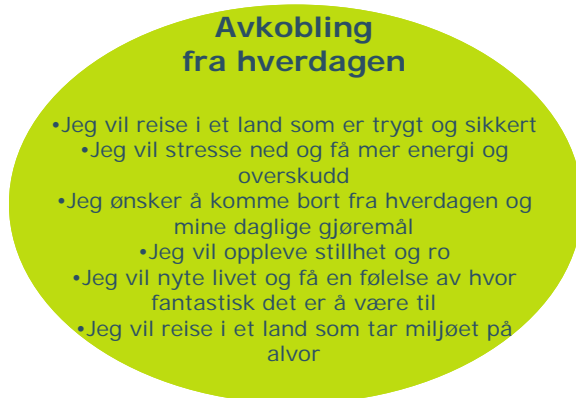 Avkobling
fra hverdagen
•Jeg vil reise i et land som er trygt og sikkert
•Jeg vil stresse ned og få mer energi og
overskudd
•Jeg ønsker å komme bort fra hverdagen og
mine daglige gjøremål
•Jeg vil oppleve stillhet og ro
•Jeg vil nyte livet og få en følelse av hvor
fantastisk det er å være til
•Jeg vil reise i et land som tar miljøet på
alvor